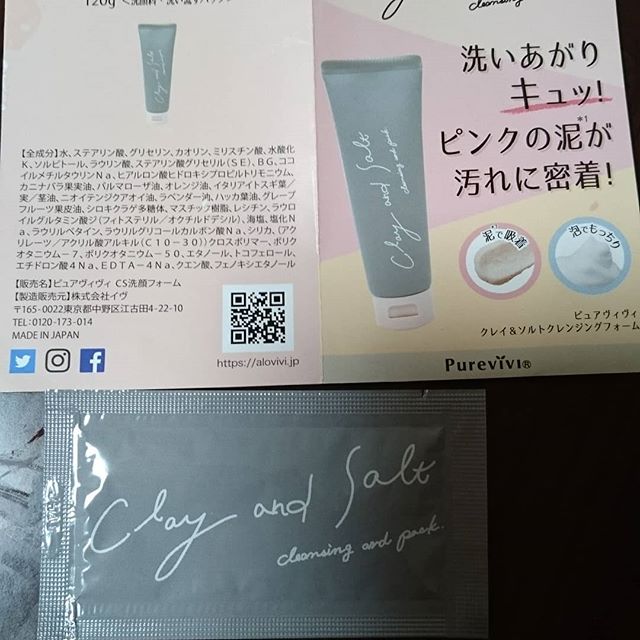 120g <洗顔料・洗い流すパック>
Clay and Salt
【全成分】水、ステアリン酸、グリセリン、カオリン、ミリスチン酸、水酸化
K、ソルビトール、ラウリン酸、ステアリン酸グリセリル(SE)、BG、ココ
イルメチルタウリンNa、ヒアルロン酸ヒドロキシプロピルトリモニウム、
カニナバラ果実油、パルマローザ油、オレンジ油、イタリアイトスギ葉/
実/茎油、ニオイテンジクアオイ油、ラベンダー油、ハッカ葉油、グレープ
フルーツ果皮油、シロキクラゲ多糖体、マスチック樹脂、レシチン、ラウロ
イルグルタミン酸ジ(フィトステリル/オクチルドデシル)、海塩、塩化N
a、ラウリルベタイン、ラウリルグリコールカルボン酸Na、シリカ、(ア
クリレーツ/アクリル酸アルキル(C10-30))クロスポリマー、ポリク
オタニウム-7、ポリクオタニウム-50、エタノール、トコフェロール、
エチドロン酸4Na、EDTA-4Na、クエン酸、フェノキシエタノール
【販売名】ピュアヴィヴィ CS洗顔フォーム
【製造販売元】株式会社イヴ
〒165-0022東京都中野区江古田4-22-10
TEL:0120-173-014
MADE IN JAPAN
https://alovivi.jp
cleansing
洗いあがり
キュッ!
ピンクの泥*1が
汚れに密着!
Clay and Salt
cleansing and pack
泥で吸着
泡でもっちり
ピュアヴィヴィ
クレイ&ソルトクレンジングフォーム
Purevivi®
Clay and Salt
cleansing and pack.